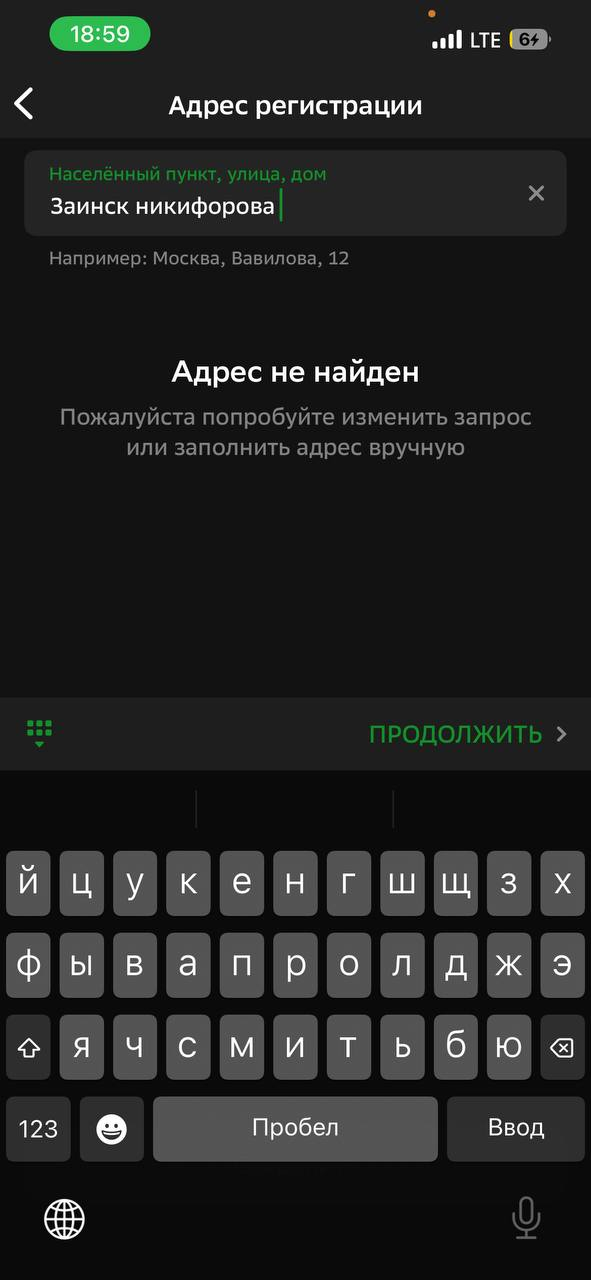 18:59
LTE 6
Адрес регистрации
Населённый пункт, улица, дом
Заинск никифорова
Например: Москва, Вавилова, 12
Адрес не найден
Пожалуйста попробуйте изменить запрос
или заполнить адрес вручную
ПРОДОЛЖИТЬ
й ц у к е н г ш щ з х
ф ы в а п р о л д ж э
я ч с м и т ь б ю
123 Пробел Ввод